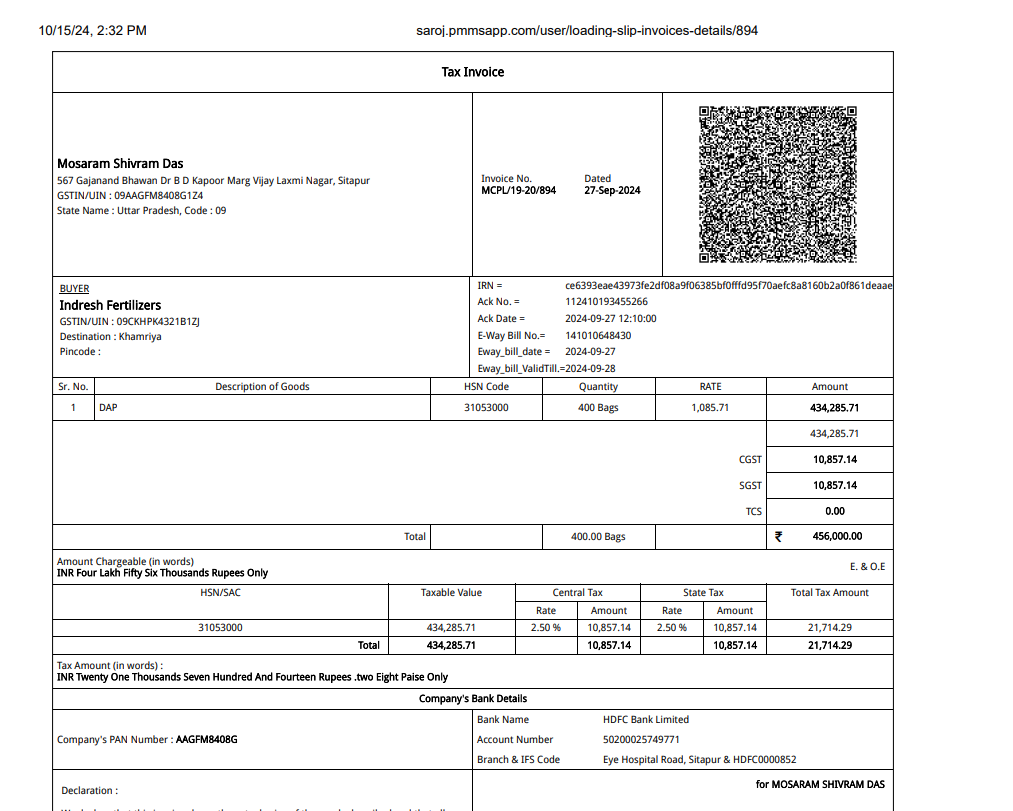 10/15/24, 2:32 PM saroj.pmmsapp.com/user/loading-slip-invoices-details/894
Tax Invoice
Mosaram Shivram Das
567 Gajanand Bhawan Dr B D Kapoor Marg Vijay Laxmi Nagar, Sitapur
GSTIN/UIN : 09AAGFM8408G1Z4
State Name : Uttar Pradesh, Code : 09
Invoice No. Dated
MCPL/19-20/894 27-Sep-2024
BUYER
Indresh Fertilizers
GSTIN/UIN : 09CKHPK4321B1ZJ
Destination : Khamriya
Pincode :
IRN = ce6393eae43973fe2df08a9f06385bf0fffd95f70aefc8a8160b2a0f861deaae
Ack No. = 112410193455266
Ack Date = 2024-09-27 12:10:00
E-Way Bill No.= 141010648430
Eway_bill_date = 2024-09-27
Eway_bill_ValidTill.=2024-09-28
Sr. No. Description of Goods HSN Code Quantity RATE Amount
1 DAP 31053000 400 Bags 1,085.71 434,285.71
434,285.71
CGST 10,857.14
SGST 10,857.14
TCS 0.00
Total 400.00 Bags ₹ 456,000.00
Amount Chargeable (in words) E. & O.E
INR Four Lakh Fifty Six Thousands Rupees Only
HSN/SAC Taxable Value Central Tax State Tax Total Tax Amount
Rate Amount Rate Amount
31053000 434,285.71 2.50 % 10,857.14 2.50 % 10,857.14 21,714.29
Total 434,285.71 10,857.14 10,857.14 21,714.29
Tax Amount (in words) :
INR Twenty One Thousands Seven Hundred And Fourteen Rupees .two Eight Paise Only
Company's Bank Details
Company's PAN Number : AAGFM8408G
Bank Name HDFC Bank Limited
Account Number 50200025749771
Branch & IFS Code Eye Hospital Road, Sitapur & HDFC0000852
Declaration :
for MOSARAM SHIVRAM DAS